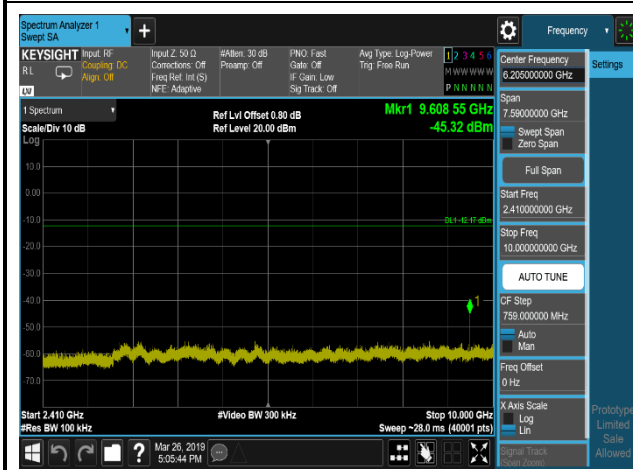 Spectrum Analyzer 1
Swept SA
Frequency
KEYSIGHT
RL
Input: RF
Coupling: DC
Align: Off
Input Z: 50 Ω
Corrections: Off
Freq Ref: Int (S)
NFE: Adaptive
#Atten: 30 dB
Preamp: Off
PNO: Fast
Gate: Off
IF Gain: Low
Sig Track: Off
Avg Type: Log-Power
Trig: Free Run
1 2 3 4 5 6
M W W W W W
P N N N N N
Center Frequency
6.205000000 GHz
Settings
1 Spectrum
Scale/Div 10 dB
Log
Ref Lvl Offset 0.80 dB
Ref Level 20.00 dBm
Mkr1 9.608 55 GHz
-45.32 dBm
Span
7.59000000 GHz
Swept Span
Zero Span
Full Span
Start Freq
2.410000000 GHz
Stop Freq
10.000000000 GHz
AUTO TUNE
CF Step
759.000000 MHz
Auto
Man
Freq Offset
0 Hz
X Axis Scale
Log
Lin
Signal Track
(Span Zoom)
10.0
0.00
-10.0
DL1 -12.17 dBm
-20.0
-30.0
-40.0
1
-50.0
-60.0
-70.0
Start 2.410 GHz
#Res BW 100 kHz
#Video BW 300 kHz
Stop 10.000 GHz
Sweep ~28.0 ms (40001 pts)
Prototype
Limited
Sale
Allowed
?
Mar 26, 2019
5:05:44 PM